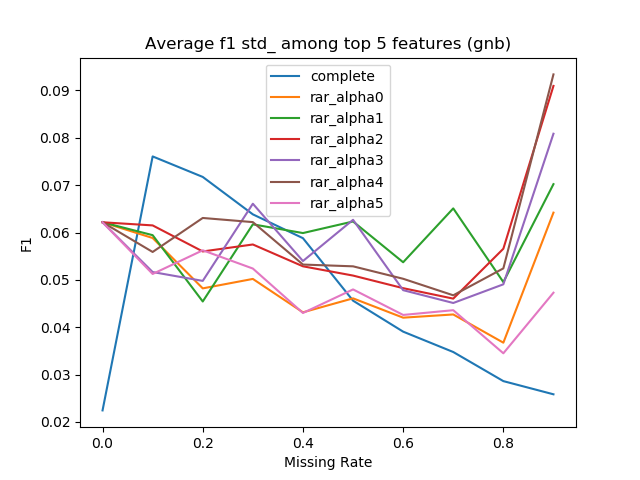 Average f1 std_ among top 5 features (gnb)
complete
rar_alpha0
rar_alpha1
rar_alpha2
rar_alpha3
rar_alpha4
rar_alpha5
0.09
0.08
0.07
0.06
0.05
0.04
0.03
0.02
F1
0.0 0.2 0.4 0.6 0.8
Missing Rate